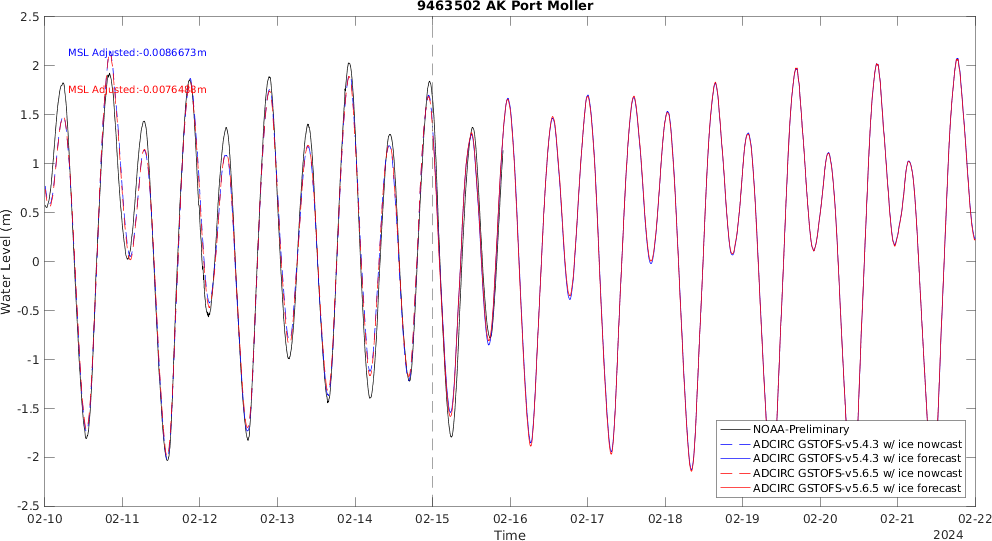 9463502 AK Port Moller
MSL Adjusted:-0.0086673m
MSL Adjusted:-0.0076488m
2.5
2
1.5
1
0.5
0
-0.5
-1
-1.5
-2
-2.5
Water Level (m)
NOAA-Preliminary
ADCIRC GSTOFS-v5.4.3 w/ ice nowcast
ADCIRC GSTOFS-v5.4.3 w/ ice forecast
ADCIRC GSTOFS-v5.6.5 w/ ice nowcast
ADCIRC GSTOFS-v5.6.5 w/ ice forecast
02-10 02-11 02-12 02-13 02-14 02-15 02-16 02-17 02-18 02-19 02-20 02-21 02-22
Time
2024